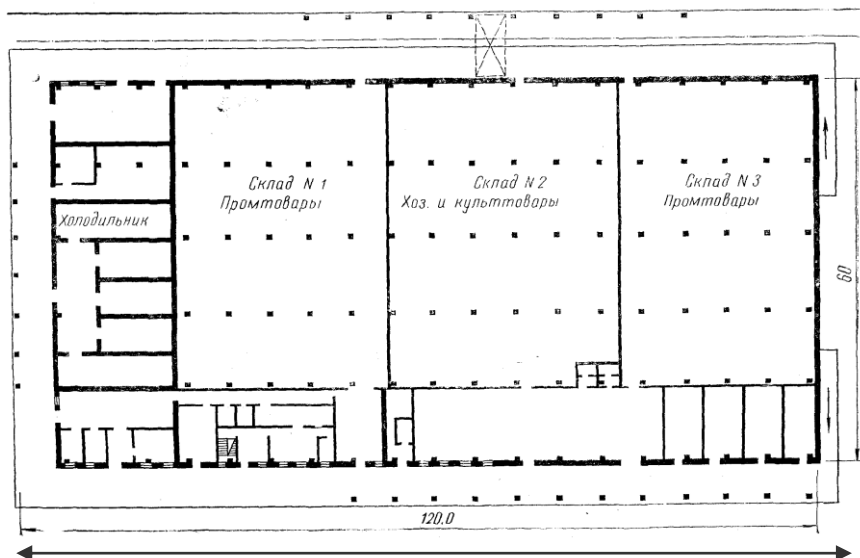 Склад N 1
Промтовары
Склад N 2
Хоз. и культтовары
Склад N 3
Промтовары
Холодильник
60
120,0